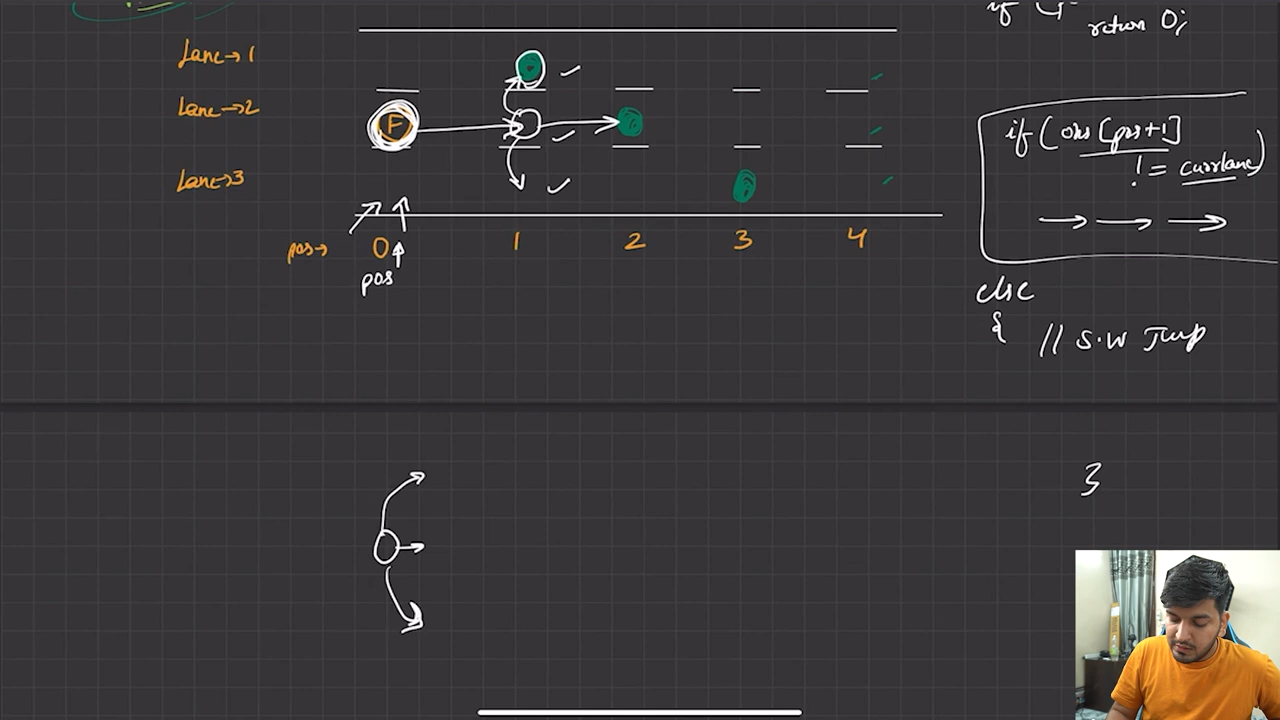 if
return 0;
Lane→1
Lane→2
F
Lane→3
pos→ 0 1 2 3 4
pos
if (obs[pos+1]
!= currlane)
else
{
// S.W Jump
3